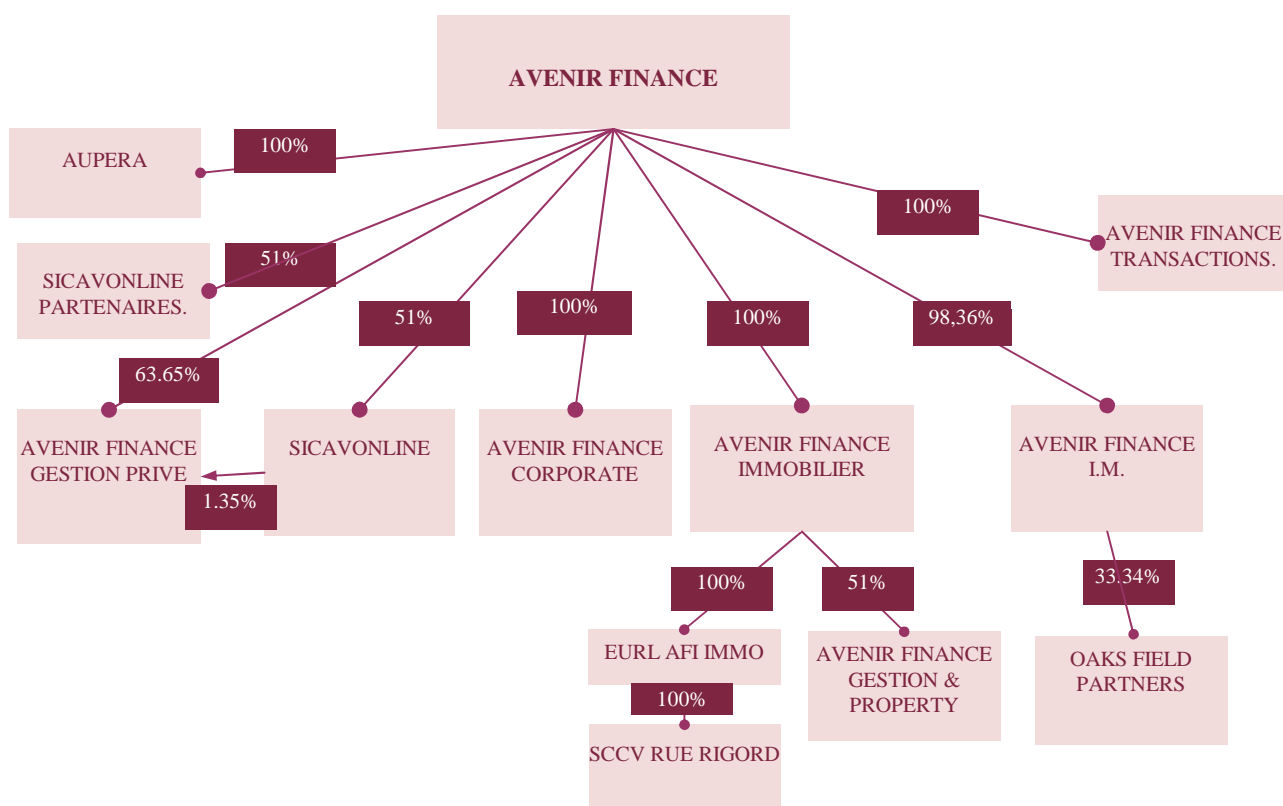 AVENIR FINANCE
100%
AUPERA
100%
AVENIR FINANCE
TRANSACTIONS.
51%
SICAVONLINE
PARTENAIRES.
51%
100%
100%
98,36%
63.65%
AVENIR FINANCE
GESTION PRIVE
SICAVONLINE
AVENIR FINANCE
CORPORATE
AVENIR FINANCE
IMMOBILIER
AVENIR FINANCE
I.M.
1.35%
100%
51%
33.34%
EURL AFI IMMO
AVENIR FINANCE
GESTION &
PROPERTY
OAKS FIELD
PARTNERS
100%
SCCV RUE RIGORD